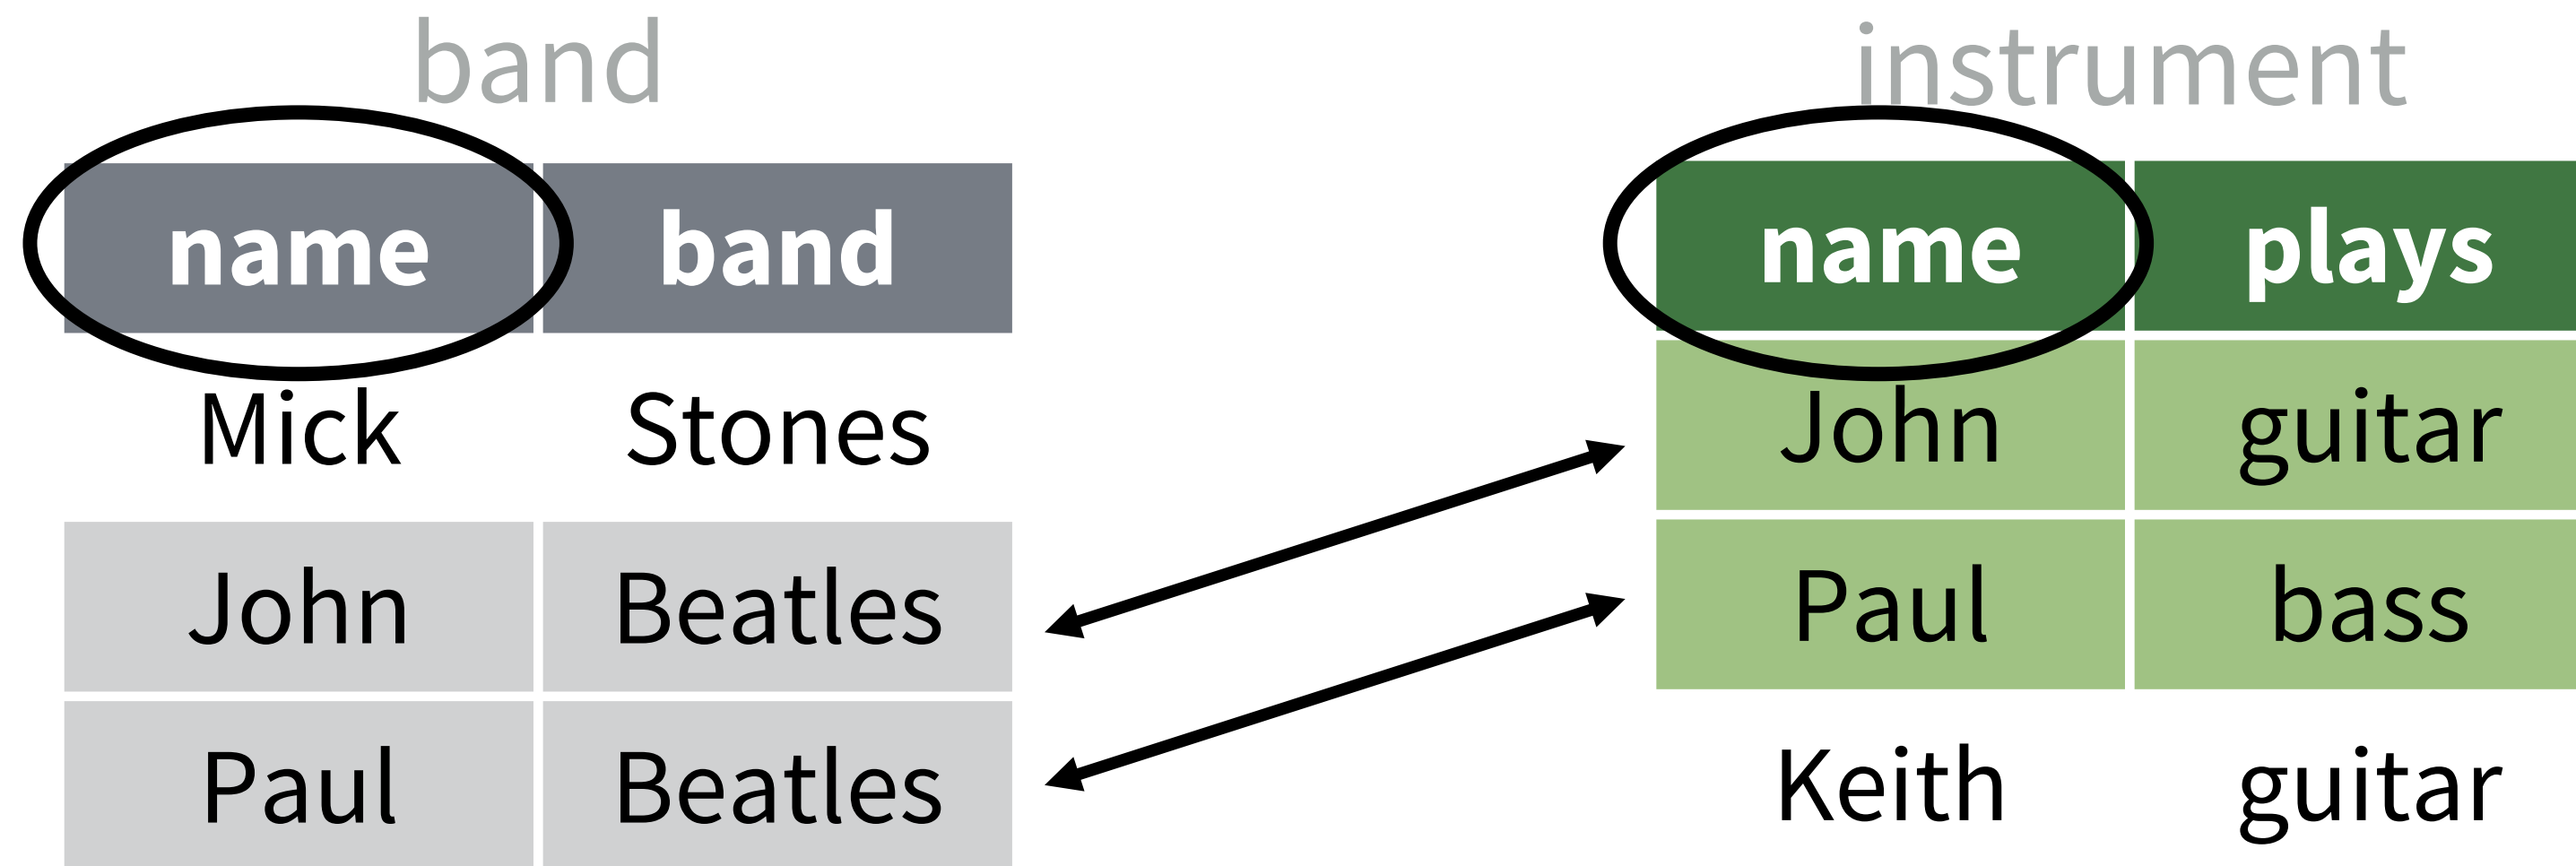 band
name band
Mick Stones
John Beatles
Paul Beatles
instrument
name plays
John guitar
Paul bass
Keith guitar